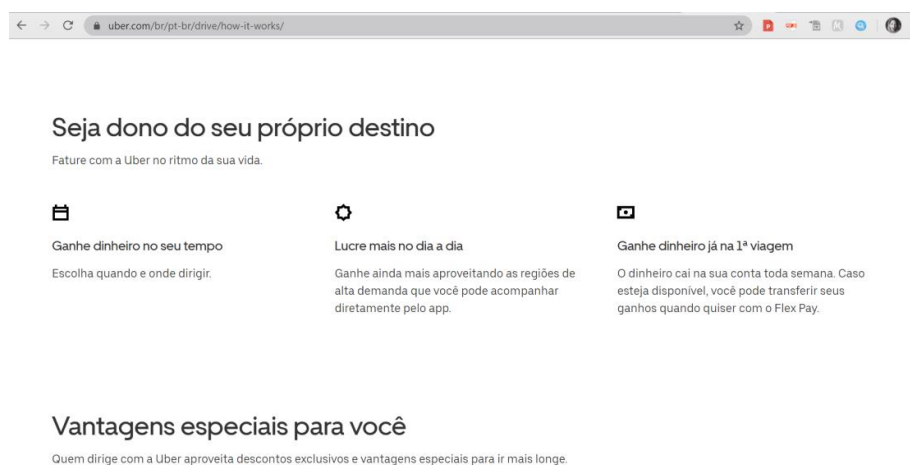 uber.com/br/pt-br/drive/how-it-works/
Seja dono do seu próprio destino
Fature com a Uber no ritmo da sua vida.
Ganhe dinheiro no seu tempo
Escolha quando e onde dirigir.
Lucre mais no dia a dia
Ganhe ainda mais aproveitando as regiões de
alta demanda que você pode acompanhar
diretamente pelo app.
Ganhe dinheiro já na 1ª viagem
O dinheiro cai na sua conta toda semana. Caso
esteja disponível, você pode transferir seus
ganhos quando quiser com o Flex Pay.
Vantagens especiais para você
Quem dirige com a Uber aproveita descontos exclusivos e vantagens especiais para ir mais longe.